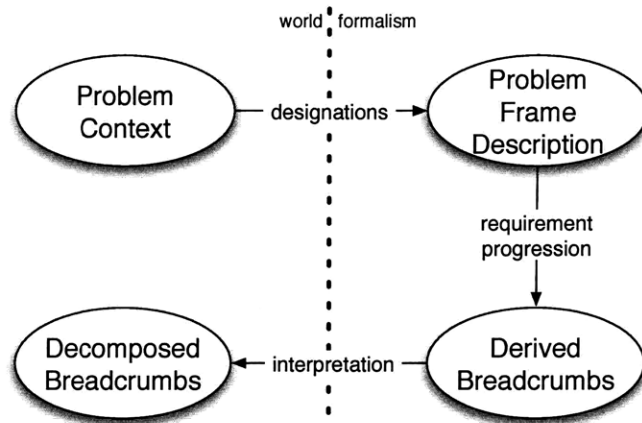 world formalism
Problem
Context
designations
Problem
Frame
Description
requirement
progression
Decomposed
Breadcrumbs
interpretation
Derived
Breadcrumbs